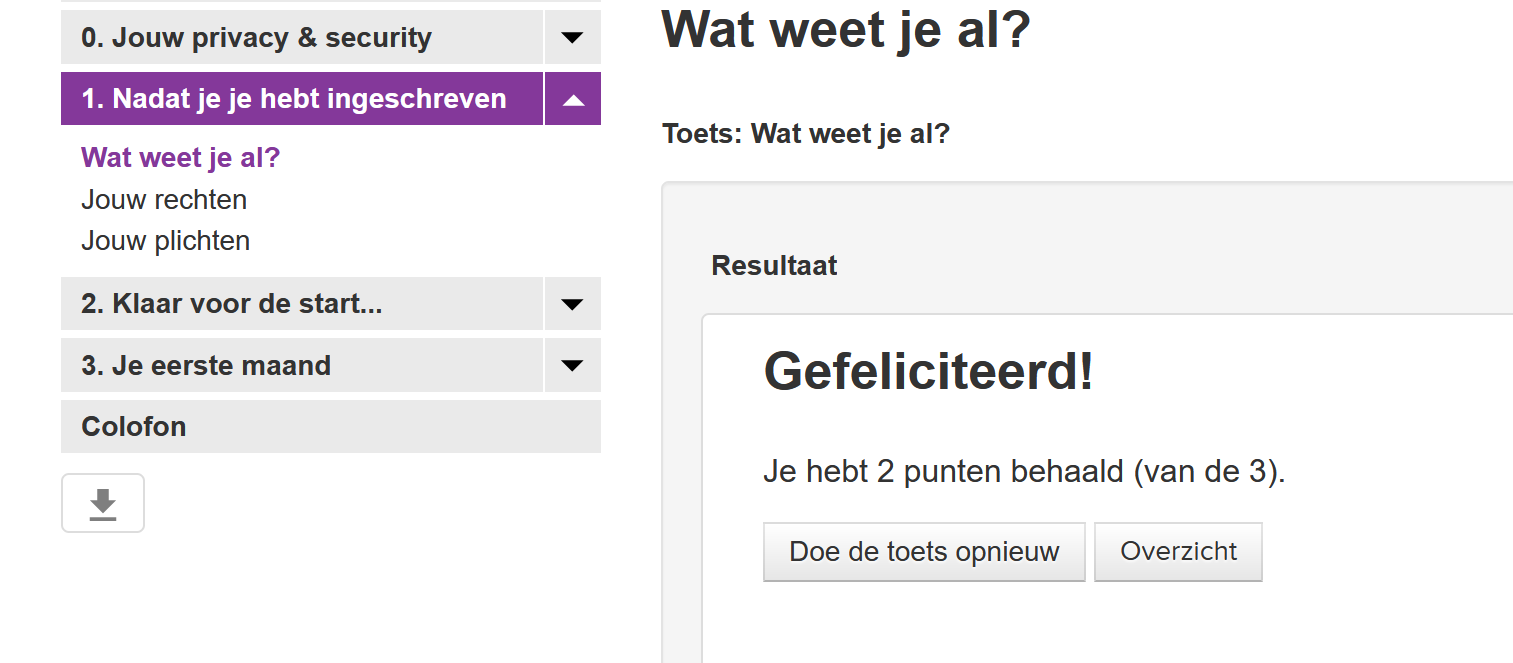 0. Jouw privacy & security
1. Nadat je je hebt ingeschreven
Wat weet je al?
Jouw rechten
Jouw plichten
2. Klaar voor de start...
3. Je eerste maand
Colofon
Wat weet je al?
Toets: Wat weet je al?
Resultaat
Gefeliciteerd!
Je hebt 2 punten behaald (van de 3).
Doe de toets opnieuw
Overzicht